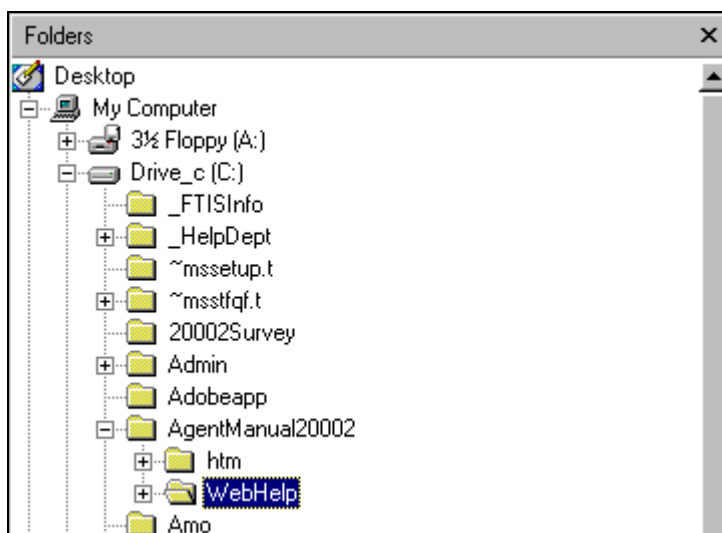 Folders
Desktop
My Computer
3½ Floppy (A:)
Drive_c (C:)
_FTISInfo
_HelpDept
~mssetup.t
~msstfqf.t
20002Survey
Admin
Adobeapp
AgentManual20002
htm
WebHelp
Amo